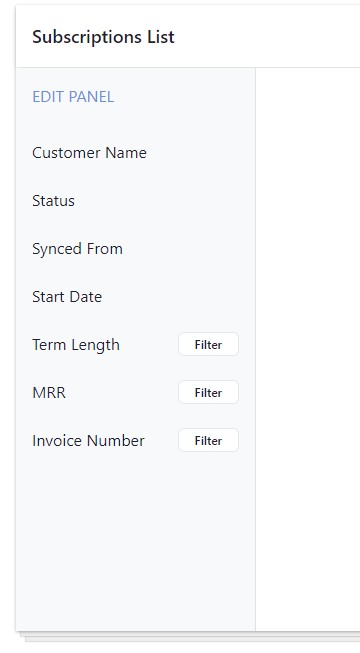 Subscriptions List
EDIT PANEL
Customer Name
Status
Synced From
Start Date
Term Length Filter
MRR Filter
Invoice Number Filter